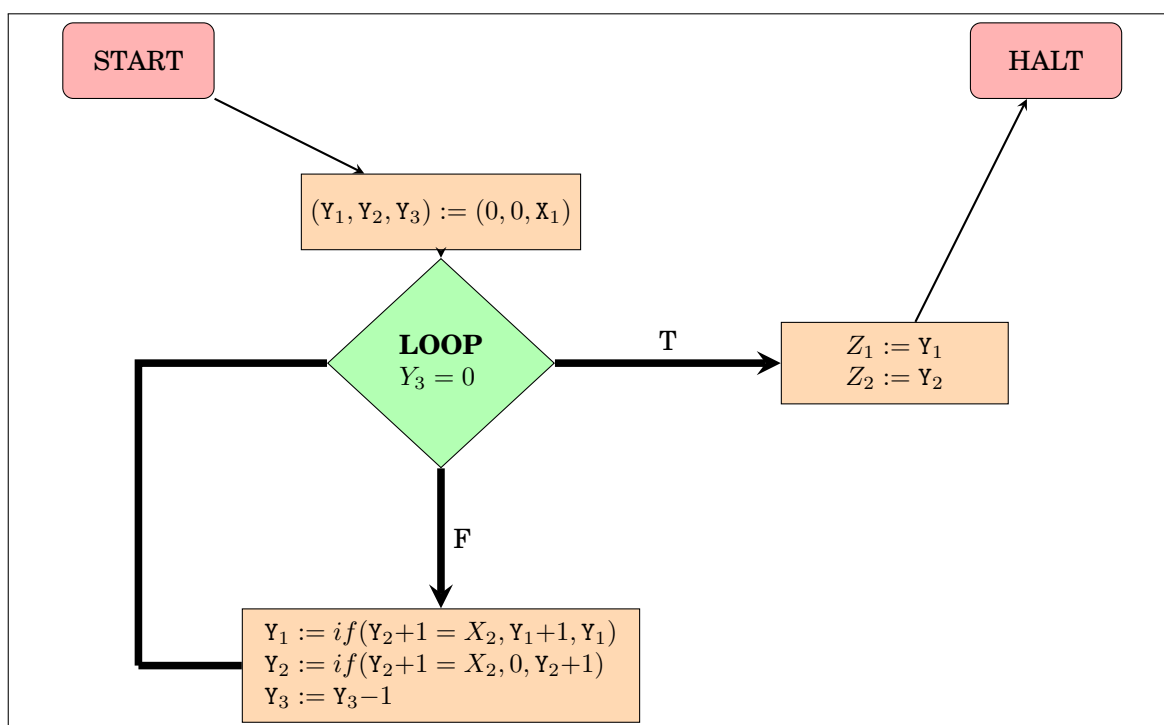 START
HALT
(Y₁, Y₂, Y₃) := (0, 0, X₁)
LOOP
Y₃ = 0
T
Z₁ := Y₁
Z₂ := Y₂
F
Y₁ := if(Y₂+1 = X₂, Y₁+1, Y₁)
Y₂ := if(Y₂+1 = X₂, 0, Y₂+1)
Y₃ := Y₃−1